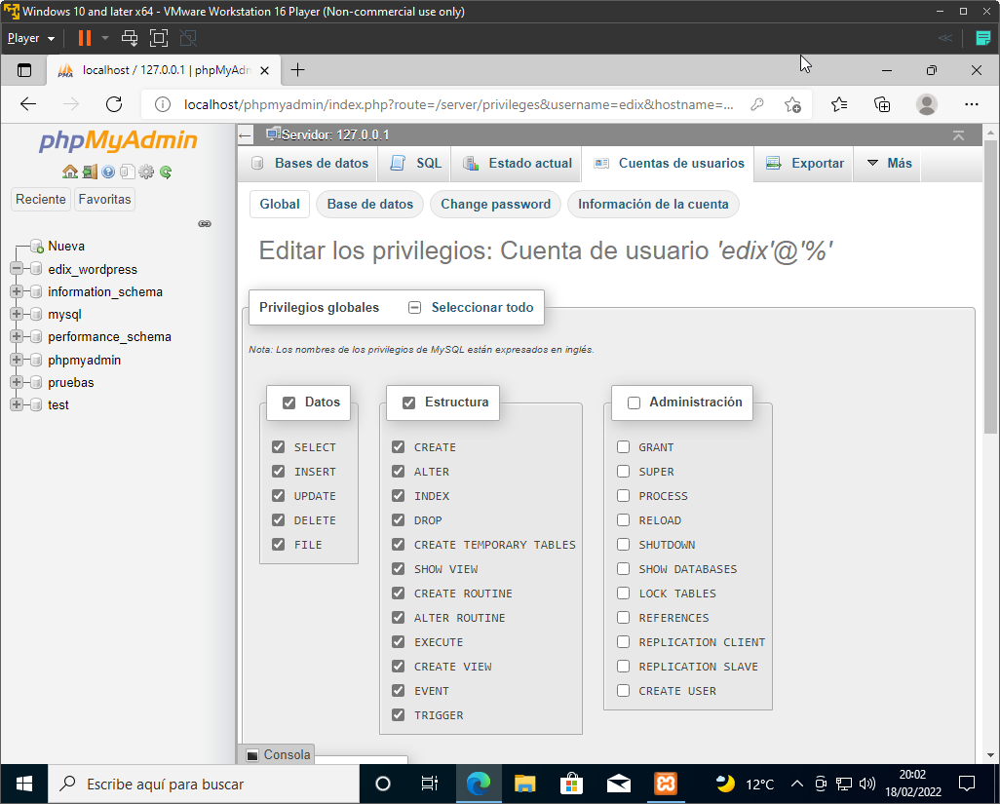 Windows 10 and later x64 - VMware Workstation 16 Player (Non-commercial use only)
Player
localhost / 127.0.0.1 | phpMyAdm
localhost/phpmyadmin/index.php?route=/server/privileges&username=edix&hostname=...
phpMyAdmin
Reciente
Favoritas
Nueva
edix_wordpress
information_schema
mysql
performance_schema
phpmyadmin
pruebas
test
Servidor: 127.0.0.1
Bases de datos
SQL
Estado actual
Cuentas de usuarios
Exportar
Más
Global
Base de datos
Change password
Información de la cuenta
Editar los privilegios: Cuenta de usuario 'edix'@'%'
Privilegios globales
Seleccionar todo
Nota: Los nombres de los privilegios de MySQL están expresados en inglés.
Datos
SELECT
INSERT
UPDATE
DELETE
FILE
Estructura
CREATE
ALTER
INDEX
DROP
CREATE TEMPORARY TABLES
SHOW VIEW
CREATE ROUTINE
ALTER ROUTINE
EXECUTE
CREATE VIEW
EVENT
TRIGGER
Administración
GRANT
SUPER
PROCESS
RELOAD
SHUTDOWN
SHOW DATABASES
LOCK TABLES
REFERENCES
REPLICATION CLIENT
REPLICATION SLAVE
CREATE USER
Consola
Escribe aquí para buscar
12°C
20:02
18/02/2022